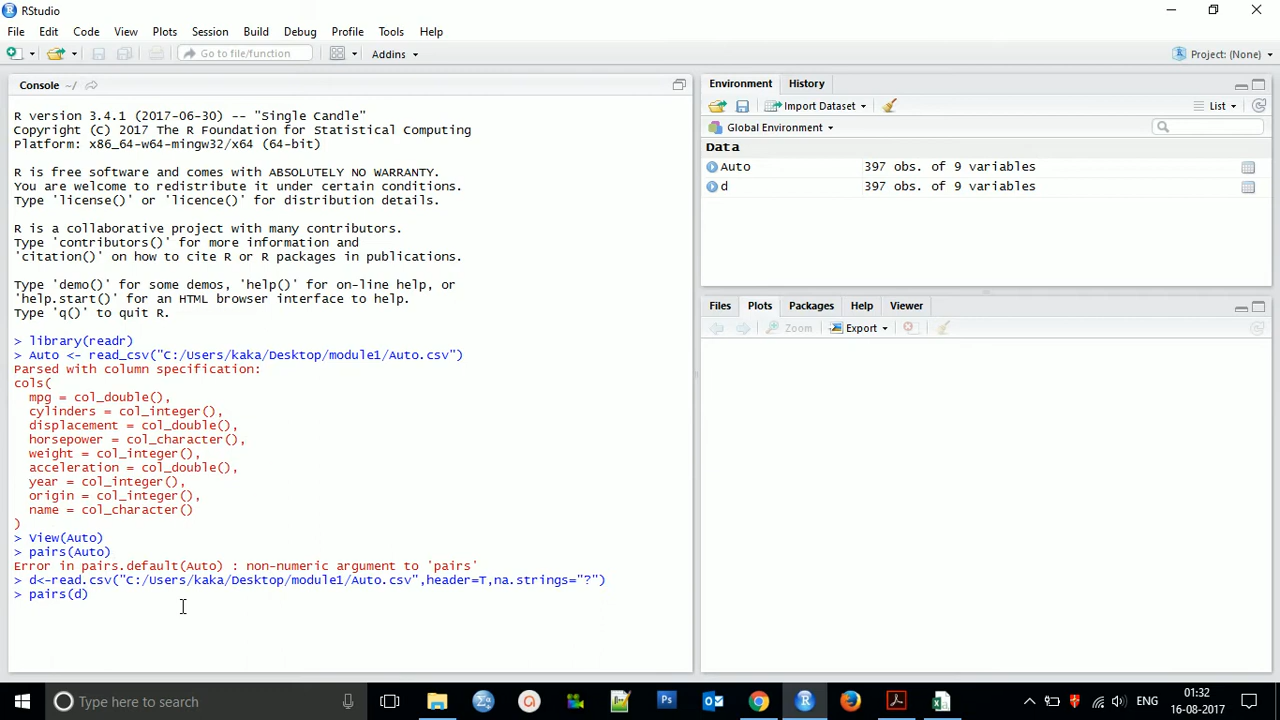 RStudio
File Edit Code View Plots Session Build Debug Profile Tools Help
Go to file/function
Addins
Project: (None)
Console ~/
R version 3.4.1 (2017-06-30) -- "Single Candle"
Copyright (C) 2017 The R Foundation for Statistical Computing
Platform: x86_64-w64-mingw32/x64 (64-bit)
R is free software and comes with ABSOLUTELY NO WARRANTY.
You are welcome to redistribute it under certain conditions.
Type 'license()' or 'licence()' for distribution details.
R is a collaborative project with many contributors.
Type 'contributors()' for more information and
'citation()' on how to cite R or R packages in publications.
Type 'demo()' for some demos, 'help()' for on-line help, or
'help.start()' for an HTML browser interface to help.
Type 'q()' to quit R.
> library(readr)
> Auto <- read_csv("C:/Users/kaka/Desktop/module1/Auto.csv")
Parsed with column specification:
cols(
mpg = col_double(),
cylinders = col_integer(),
displacement = col_double(),
horsepower = col_character(),
weight = col_integer(),
acceleration = col_double(),
year = col_integer(),
origin = col_integer(),
name = col_character()
)
> View(Auto)
> pairs(Auto)
Error in pairs.default(Auto) : non-numeric argument to 'pairs'
> d<-read.csv("C:/Users/kaka/Desktop/module1/Auto.csv",header=T,na.strings="?")
> pairs(d)
Environment History
Import Dataset
List
Global Environment
Data
Auto 397 obs. of 9 variables
d 397 obs. of 9 variables
Files Plots Packages Help Viewer
Zoom Export
Type here to search
Ps
ENG
01:32
16-08-2017